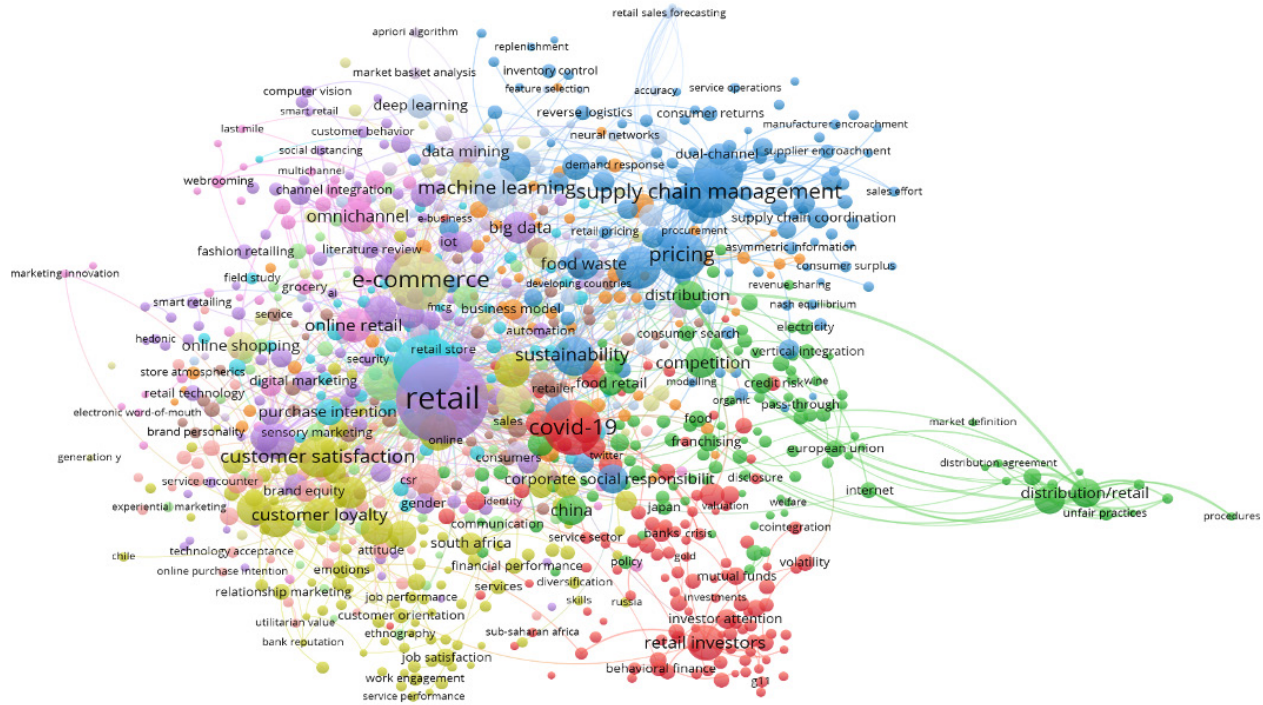 retail sales forecasting
apriori algorithm
replenishment
market basket analysis
inventory control
computer vision
feature selection
accuracy
service operations
deep learning
smart retail
reverse logistics
consumer returns
last mile
customer behavior
neural networks
manufacturer encroachment
social distancing
data mining
demand response
dual-channel
supplier encroachment
multichannel
webrooming
channel integration
machine learning
supply chain management
sales effort
omnichannel
e-business
big data
retail pricing
procurement
supply chain coordination
fashion retailing
literature review
iot
asymmetric information
pricing
food waste
consumer surplus
marketing innovation
field study
e-commerce
developing countries
revenue sharing
grocery
ai
distribution
smart retailing
fmcg
business model
nash equilibrium
service
online retail
automation
consumer search
electricity
hedonic
online shopping
retail store
security
sustainability
vertical integration
competition
store atmospherics
digital marketing
food retail
modelling
credit risk
wine
retail technology
retailer
retail
organic
pass-through
electronic word-of-mouth
purchase intention
food
sales
market definition
brand personality
sensory marketing
covid-19
online
franchising
european union
generation y
customer satisfaction
consumers
twitter
distribution agreement
service encounter
csr
corporate social responsibilit
disclosure
internet
brand equity
distribution/retail
experiential marketing
gender
identity
japan
valuation
welfare
customer loyalty
china
unfair practices
procedures
communication
cointegration
service sector
banks
crisis
chile
technology acceptance
attitude
south africa
gold
online purchase intention
emotions
financial performance
policy
volatility
mutual funds
relationship marketing
services
diversification
job performance
skills
russia
investments
customer orientation
investor attention
utilitarian value
ethnography
sub-saharan africa
bank reputation
retail investors
job satisfaction
behavioral finance
work engagement
g11
service performance